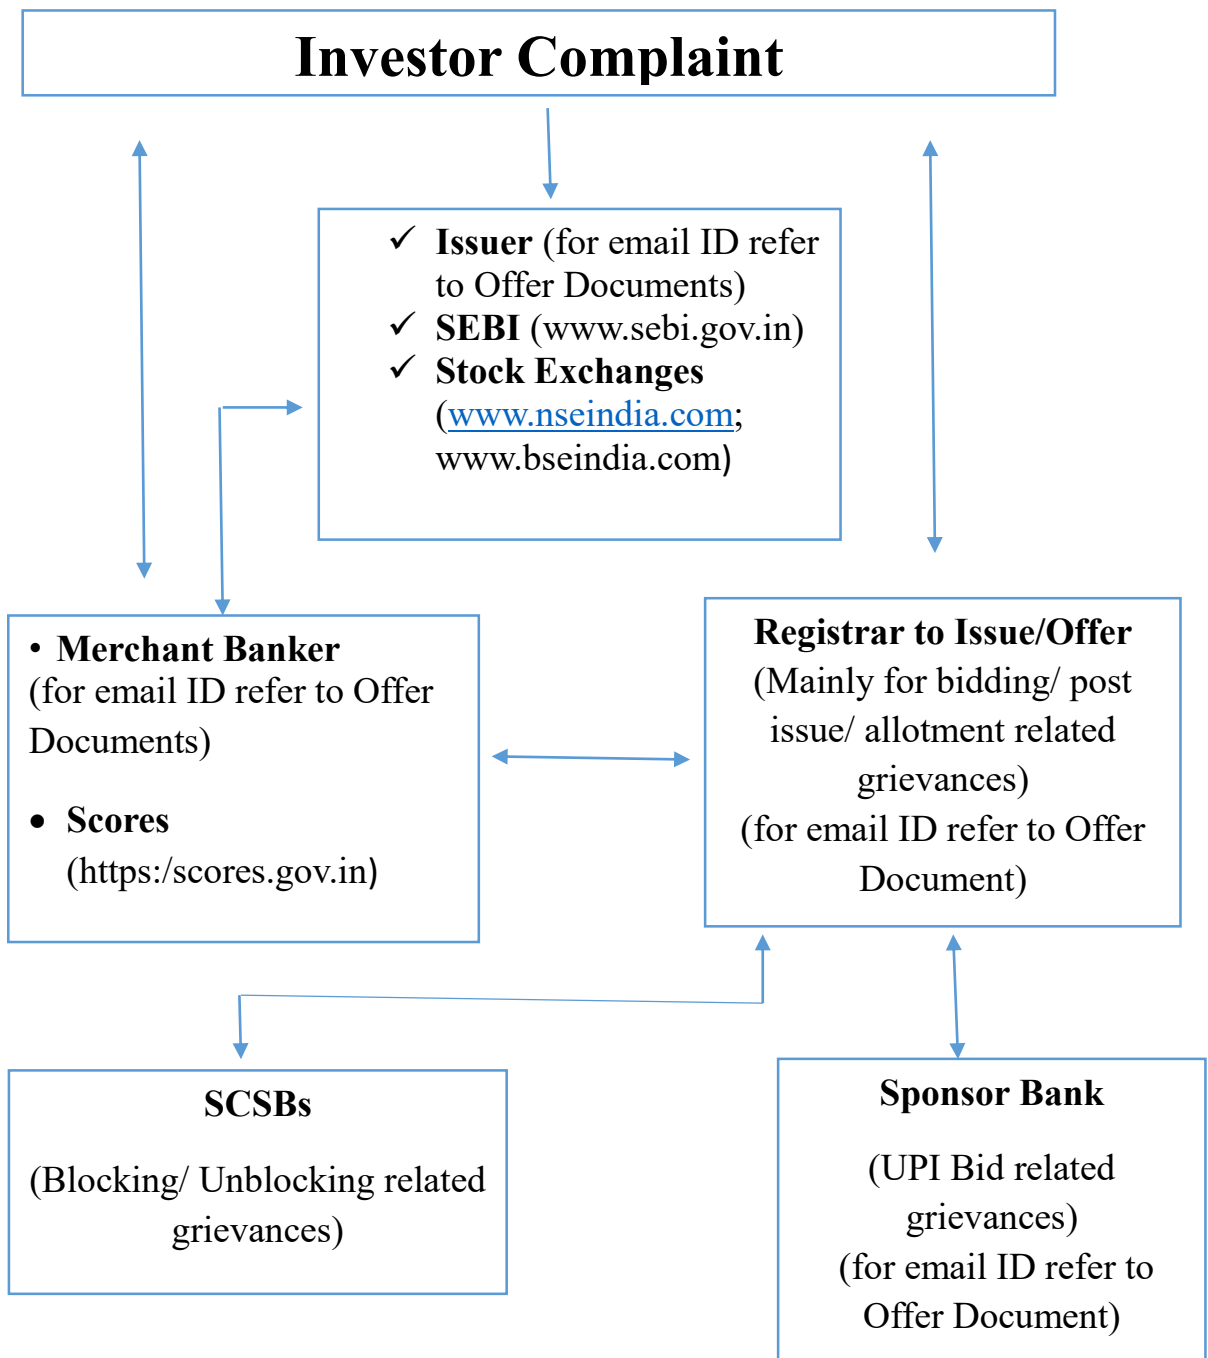 Investor Complaint
✓ Issuer (for email ID refer
to Offer Documents)
✓ SEBI (www.sebi.gov.in)
✓ Stock Exchanges
(www.nseindia.com;
www.bseindia.com)
• Merchant Banker
(for email ID refer to Offer
Documents)
• Scores
(https:/scores.gov.in)
Registrar to Issue/Offer
(Mainly for bidding/ post
issue/ allotment related
grievances)
(for email ID refer to Offer
Document)
SCSBs
(Blocking/ Unblocking related
grievances)
Sponsor Bank
(UPI Bid related
grievances)
(for email ID refer to
Offer Document)